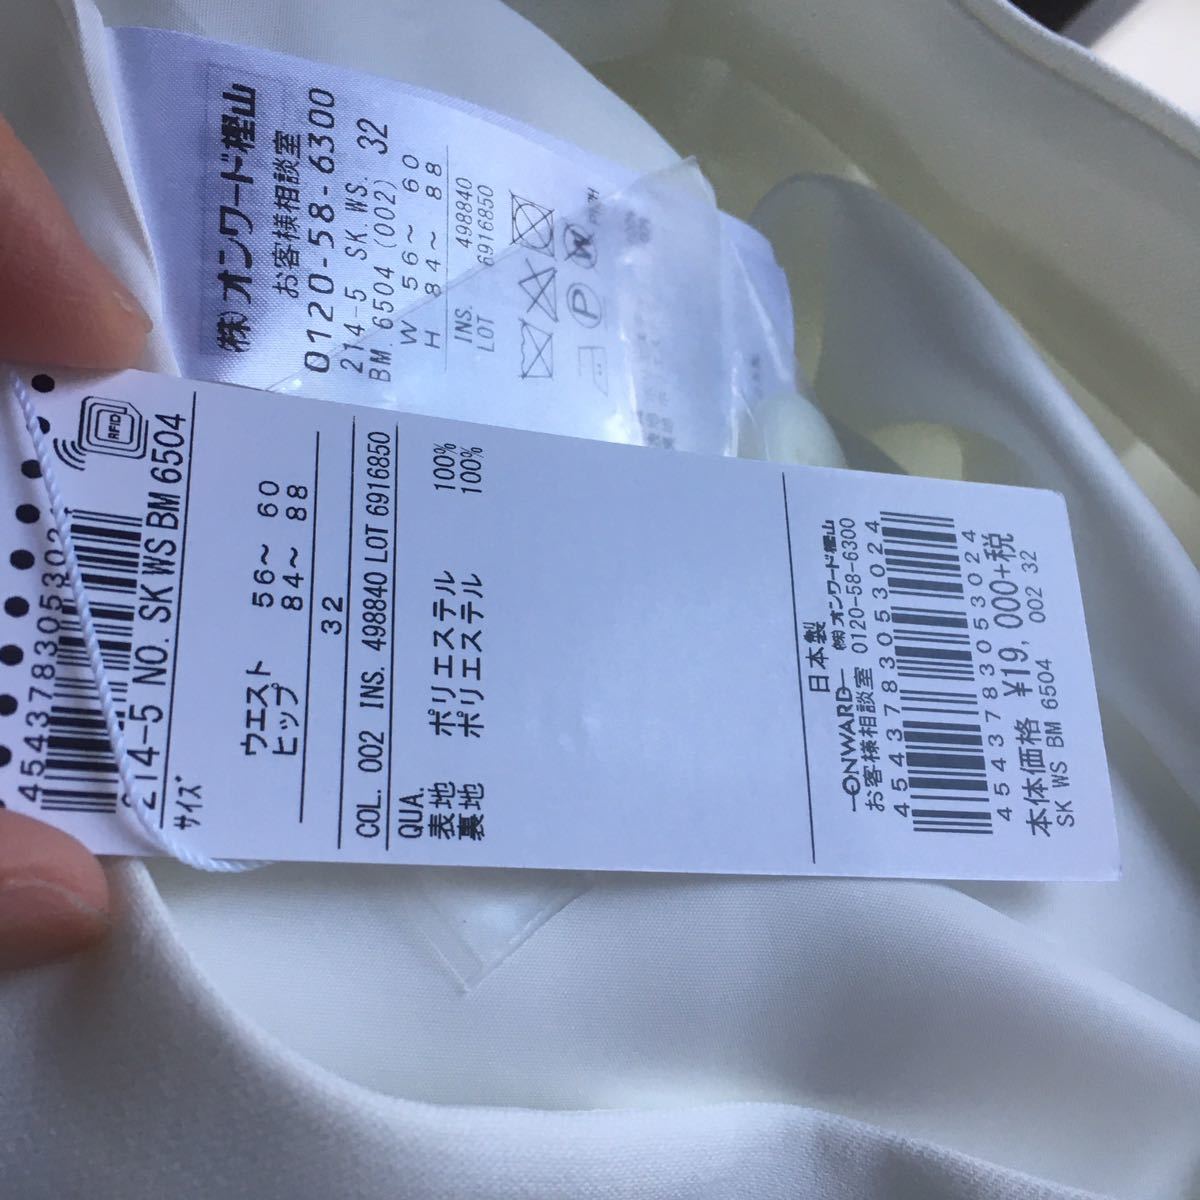 (株)オンワード樫山
お客様相談室
0120-58-6300
214-5 SK.WS. 32
BM 6504(002)
W 56～ 60
H 84～ 88
INS. 498840
LOT 6916850
P
W
RFID
4543783053024
214-5 NO. SK WS BM 6504
サイズ
ウエスト 56～ 60
ヒップ 84～ 88
32
COL. 002 INS. 498840 LOT 6916850
QUA.
表地 ポリエステル 100%
裏地 ポリエステル 100%
日本製
ONWARD (株)オンワード樫山
お客様相談室 0120-58-6300
4543783053024
4543783053024
本体価格 ¥19,000+税
SK WS BM 6504 002 32